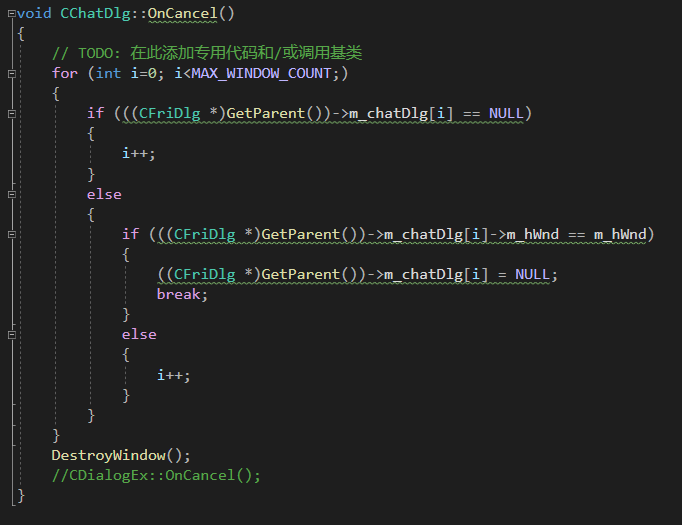 void CChatDlg::OnCancel()
{
    // TODO: 在此添加专用代码和/或调用基类
    for (int i=0; i<MAX_WINDOW_COUNT;)
    {
        if (((CFriDlg *)GetParent())->m_chatDlg[i] == NULL)
        {
            i++;
        }
        else
        {
            if (((CFriDlg *)GetParent())->m_chatDlg[i]->m_hWnd == m_hWnd)
            {
                ((CFriDlg *)GetParent())->m_chatDlg[i] = NULL;
                break;
            }
            else
            {
                i++;
            }
        }
    }
    DestroyWindow();
    //CDialogEx::OnCancel();
}